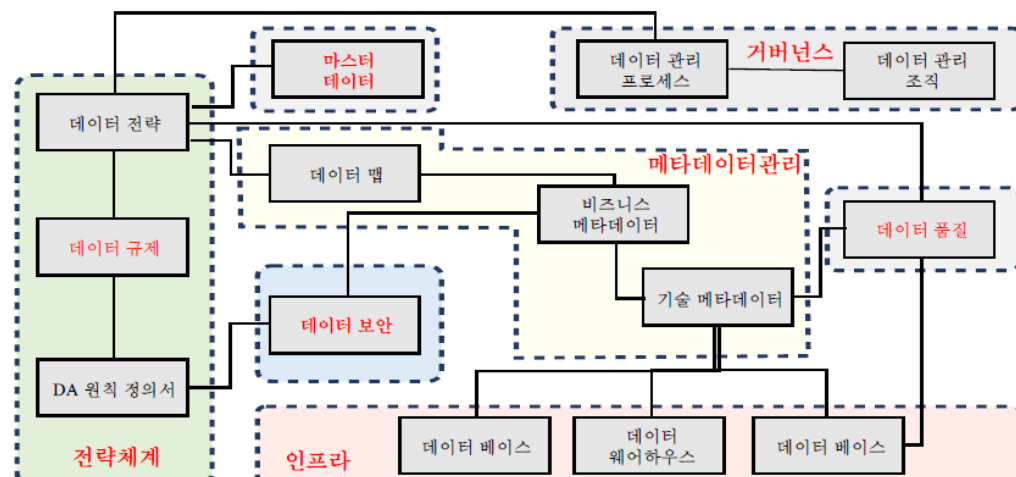 마스터
데이터
데이터 관리
프로세스
거버넌스
데이터 관리
조직
데이터 전략
데이터 맵
메타데이터관리
비즈니스
메타데이터
데이터 규제
데이터 품질
기술 메타데이터
데이터 보안
DA 원칙 정의서
전략체계
인프라
데이터 베이스
데이터
웨어하우스
데이터 베이스